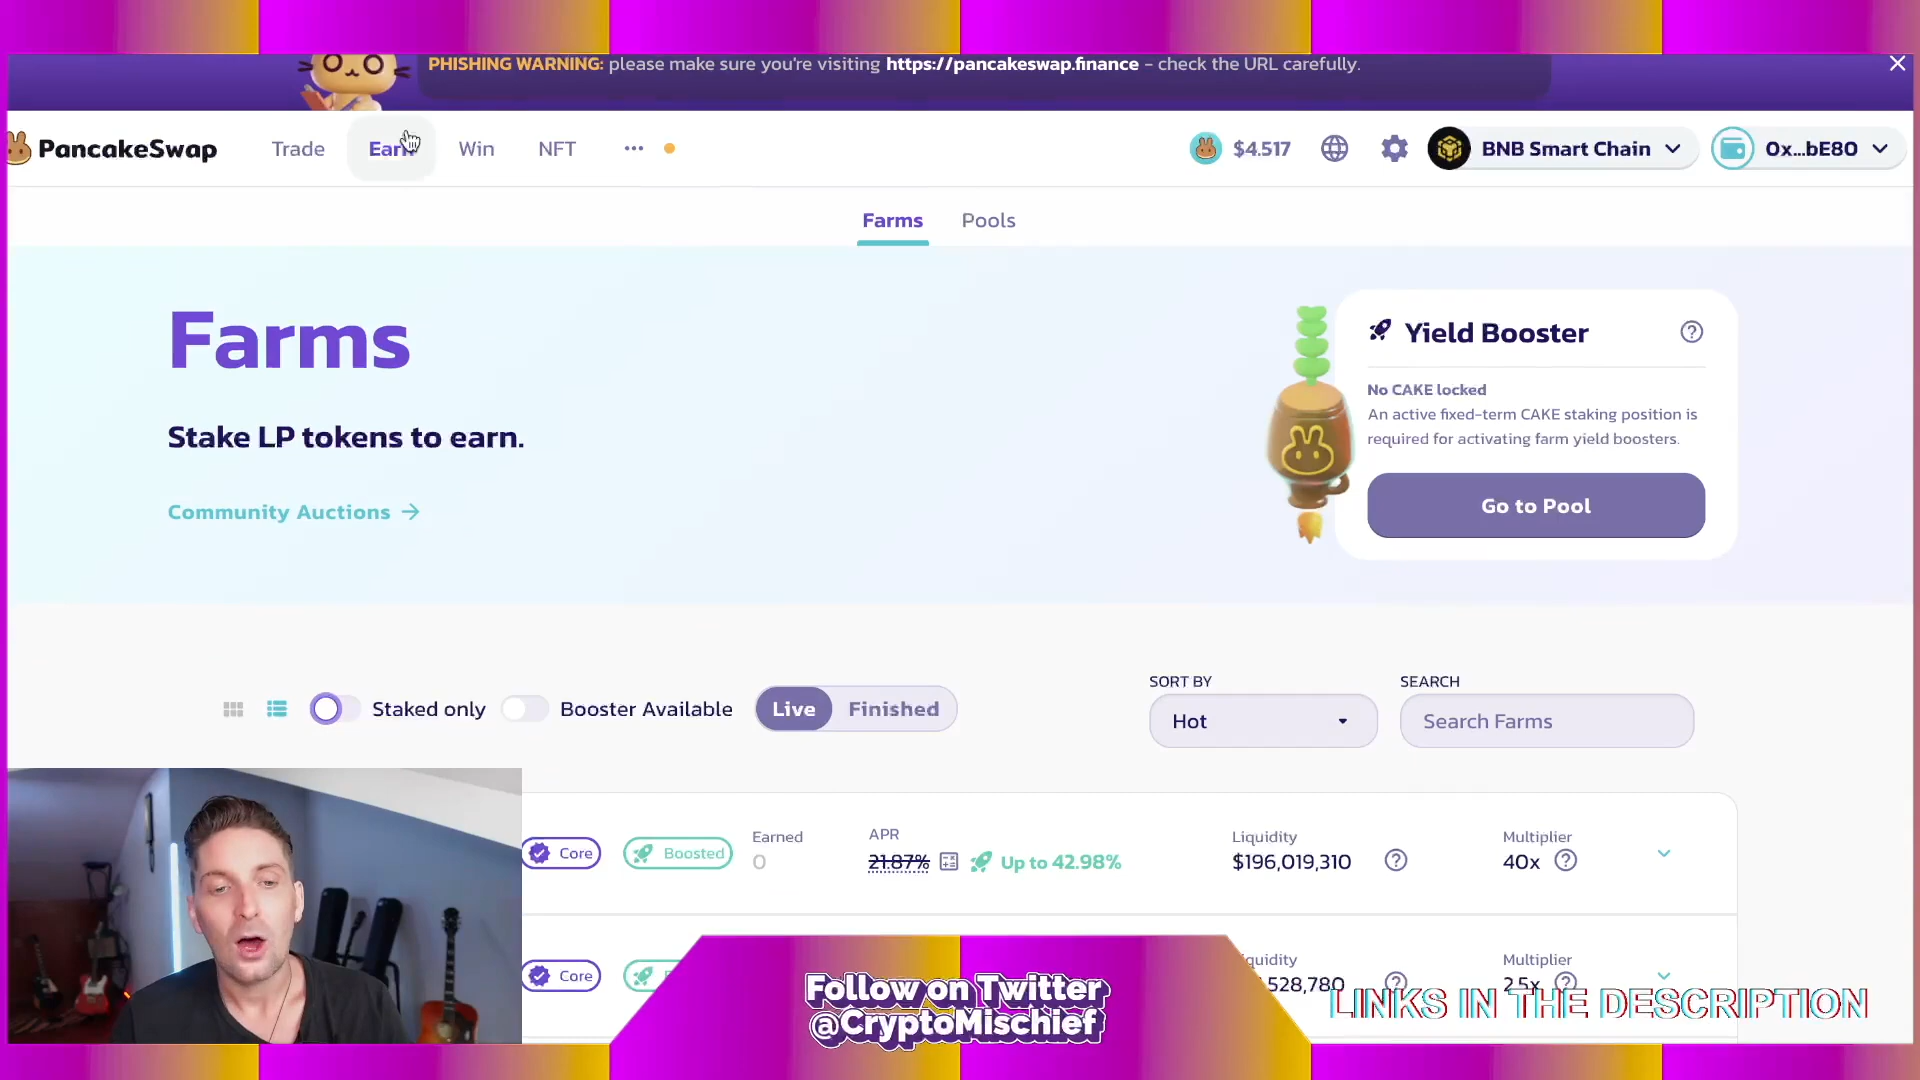 PHISHING WARNING: please make sure you're visiting https://pancakeswap.finance - check the URL carefully.
PancakeSwap
Trade
Earn
Win
NFT
$4.517
BNB Smart Chain
0x...bE80
Farms
Pools
Farms
Stake LP tokens to earn.
Community Auctions →
Yield Booster
No CAKE locked
An active fixed-term CAKE staking position is
required for activating farm yield boosters.
Go to Pool
Staked only
Booster Available
Live
Finished
SORT BY
Hot
SEARCH
Search Farms
Core
Boosted
Earned
0
APR
21.87%
Up to 42.98%
Liquidity
$196,019,310
Multiplier
40x
Core
528,780
Multiplier
25x
Follow on Twitter
@CryptoMischief
LINKS IN THE DESCRIPTION